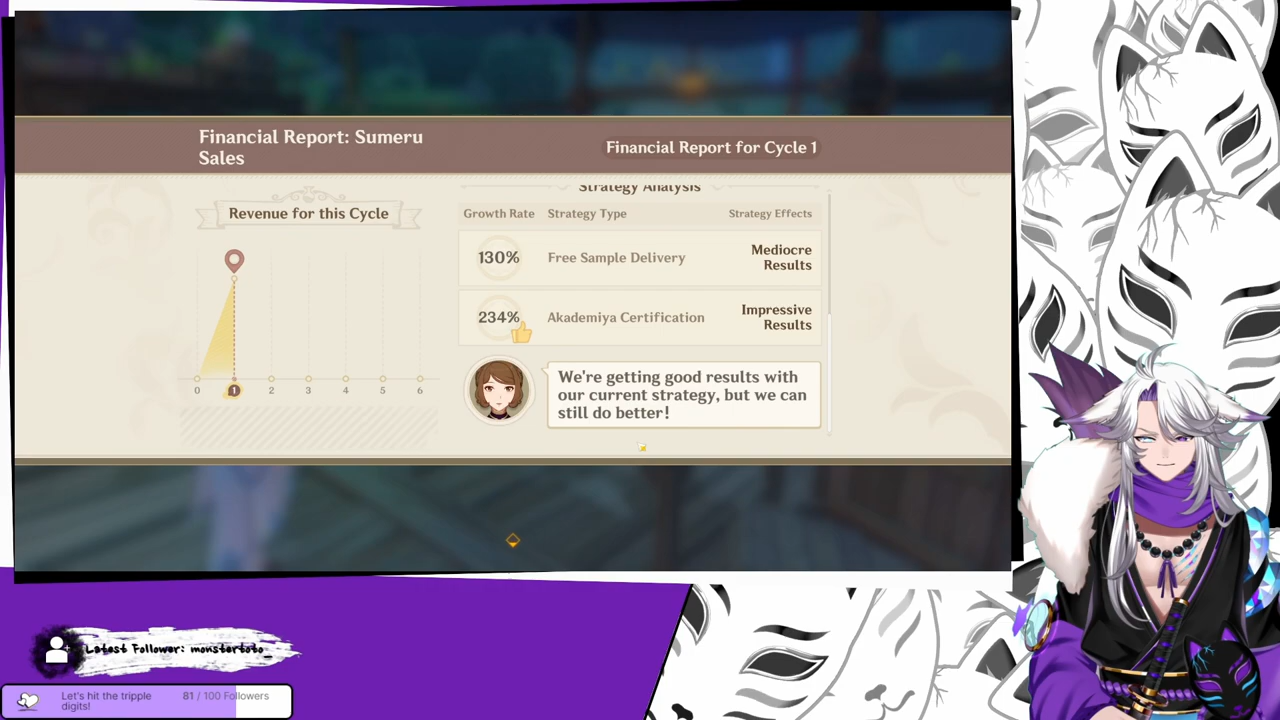 Financial Report: Sumeru
Sales
Financial Report for Cycle 1
Revenue for this Cycle
0 1 2 3 4 5 6
Strategy Analysis
Growth Rate Strategy Type Strategy Effects
130% Free Sample Delivery Mediocre
Results
234% Akademiya Certification Impressive
Results
We're getting good results with
our current strategy, but we can
still do better!
Latest Follower: monstertoto_
Let's hit the tripple
digits!
81 / 100 Followers